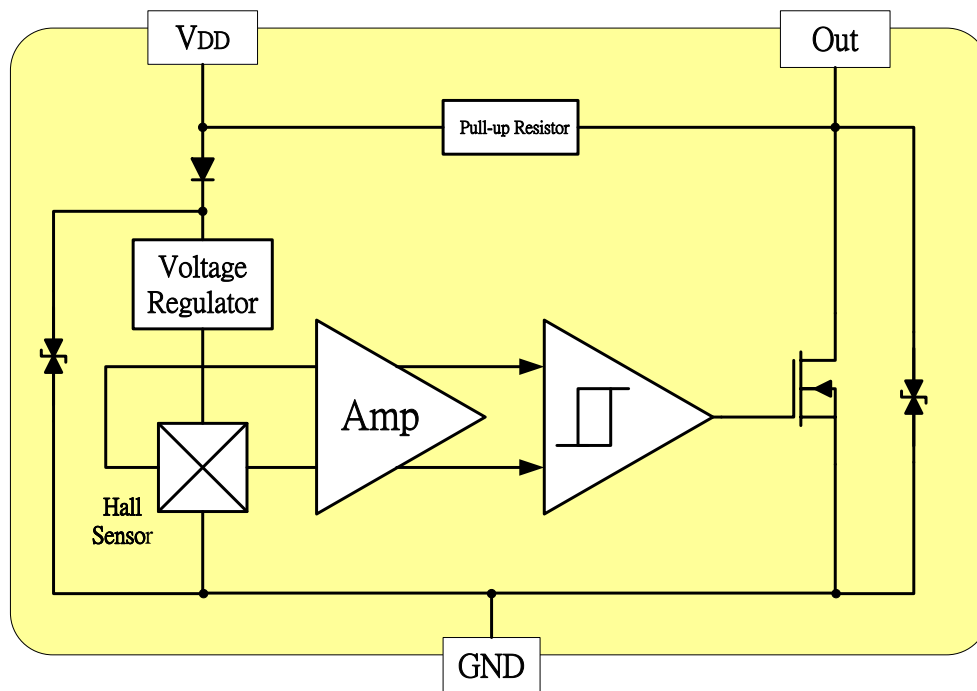 VDD
Out
Pull-up Resistor
Voltage
Regulator
Amp
Hall
Sensor
GND